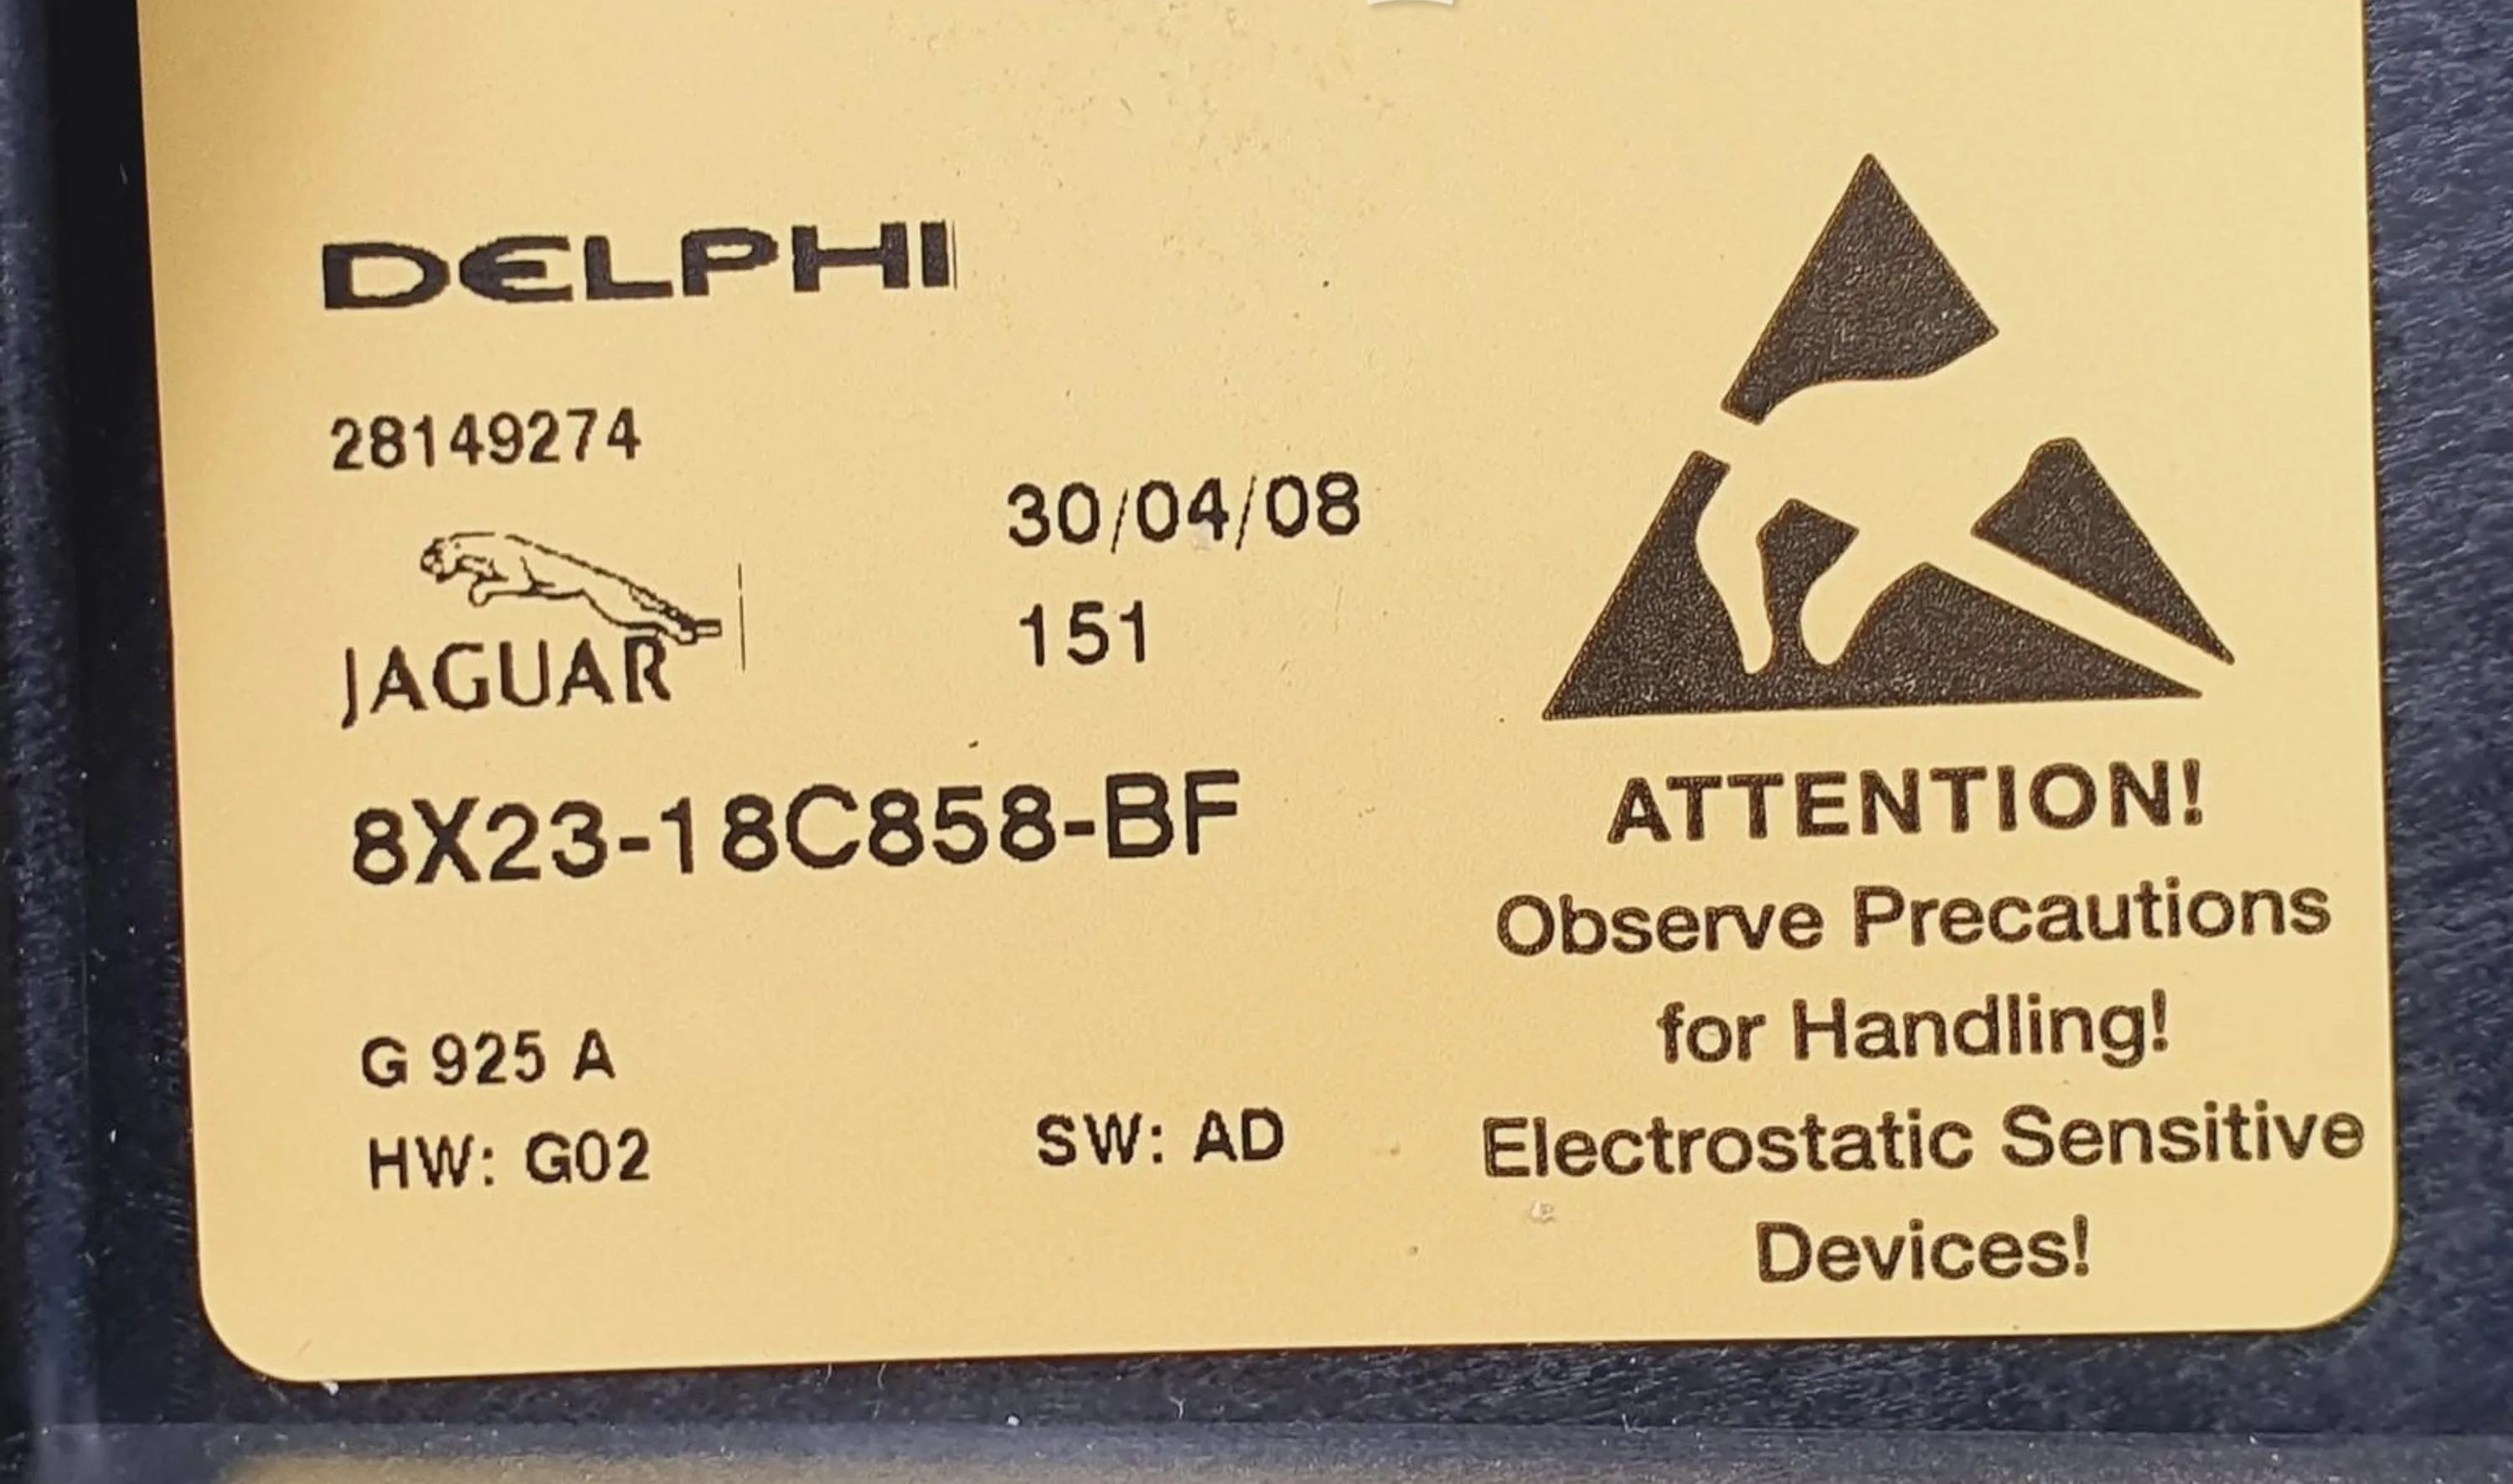 DELPHI
28149274
30/04/08
JAGUAR
151
8X23-18C858-BF
G 925 A
HW: G02
SW: AD
ATTENTION!
Observe Precautions
for Handling!
Electrostatic Sensitive
Devices!